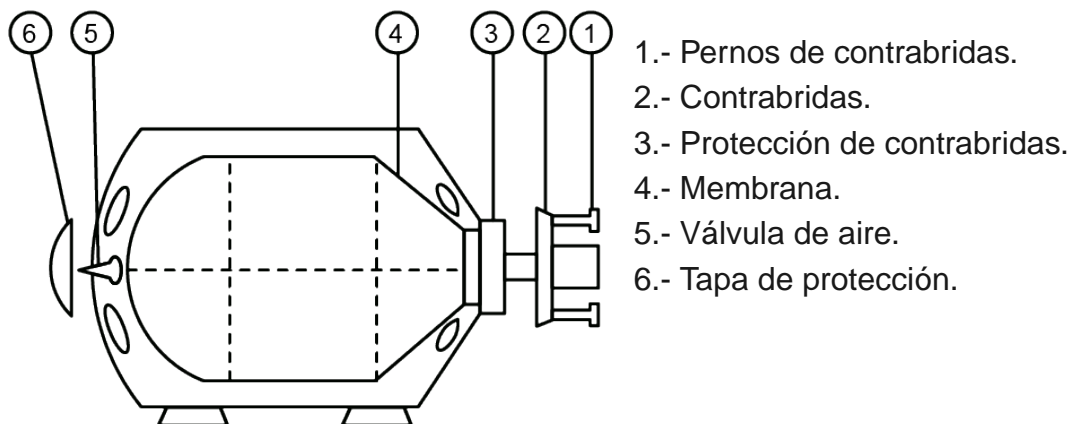 6 5 4 3 2 1
1.- Pernos de contrabridas.
2.- Contrabridas.
3.- Protección de contrabridas.
4.- Membrana.
5.- Válvula de aire.
6.- Tapa de protección.